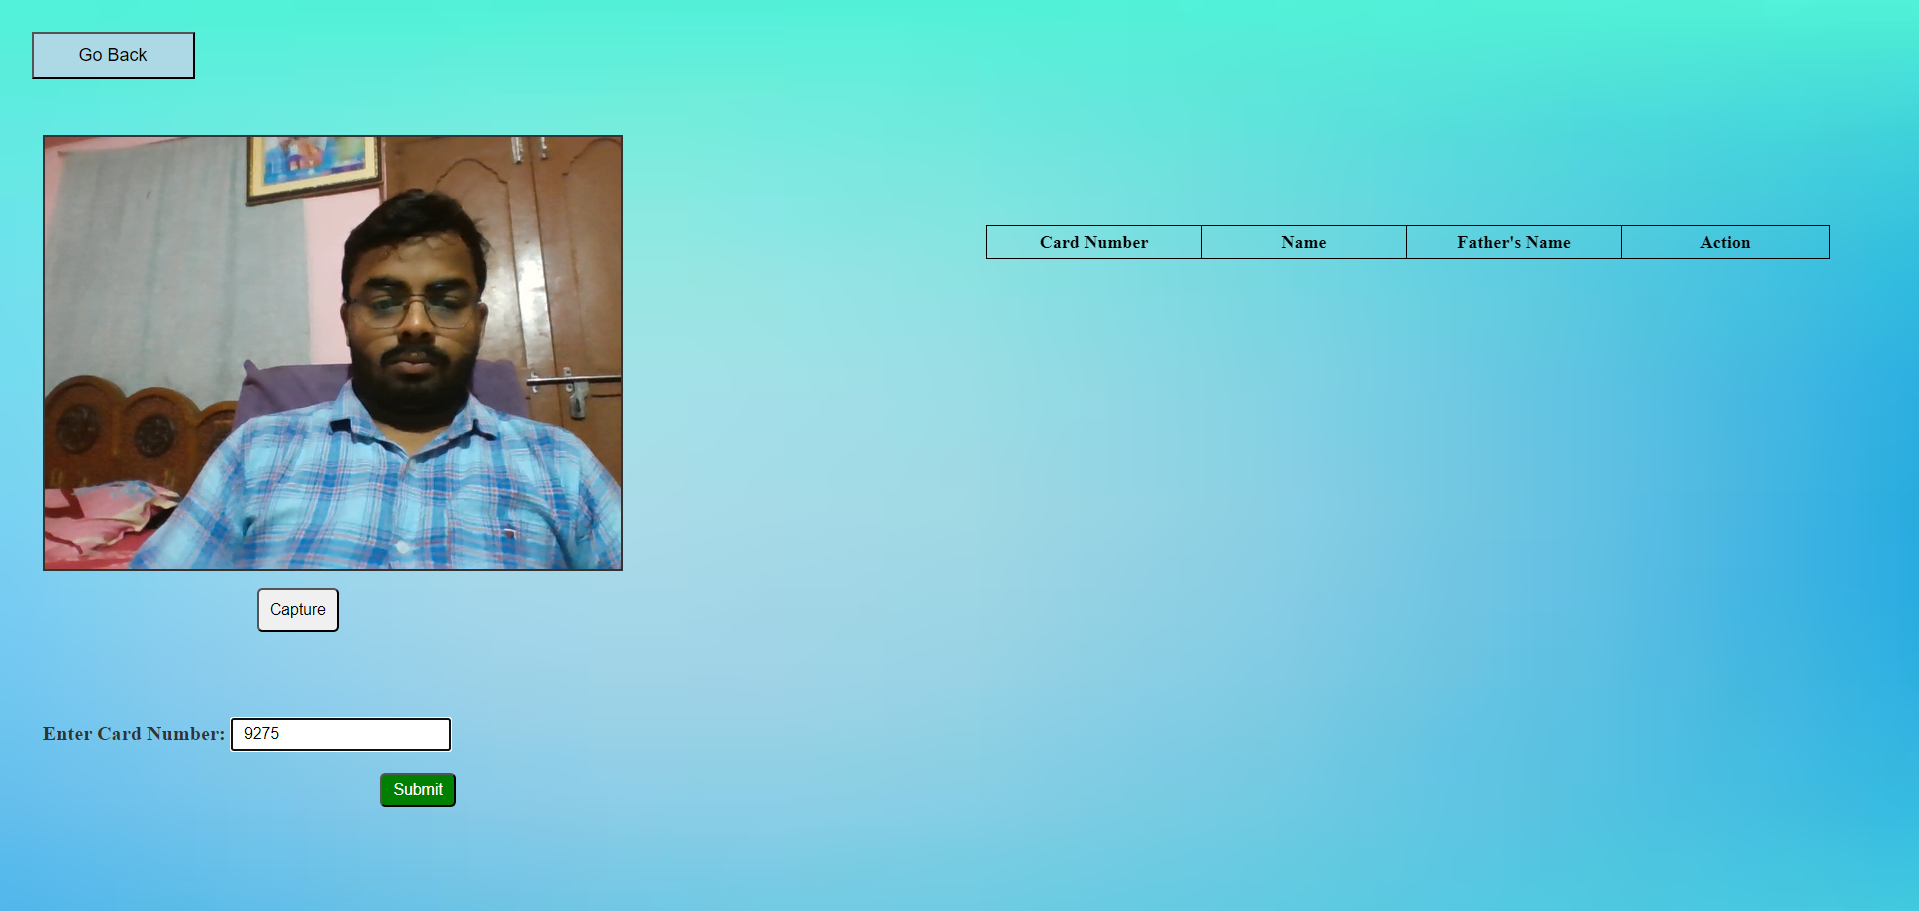 Go Back
Card Number Name Father's Name Action
Capture
Enter Card Number: 9275
Submit